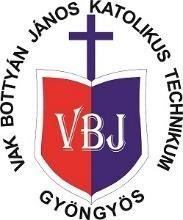 VAK BOTTYÁN JÁNOS KATOLIKUS TECHNIKUM
VBJ
GYÖNGYÖS